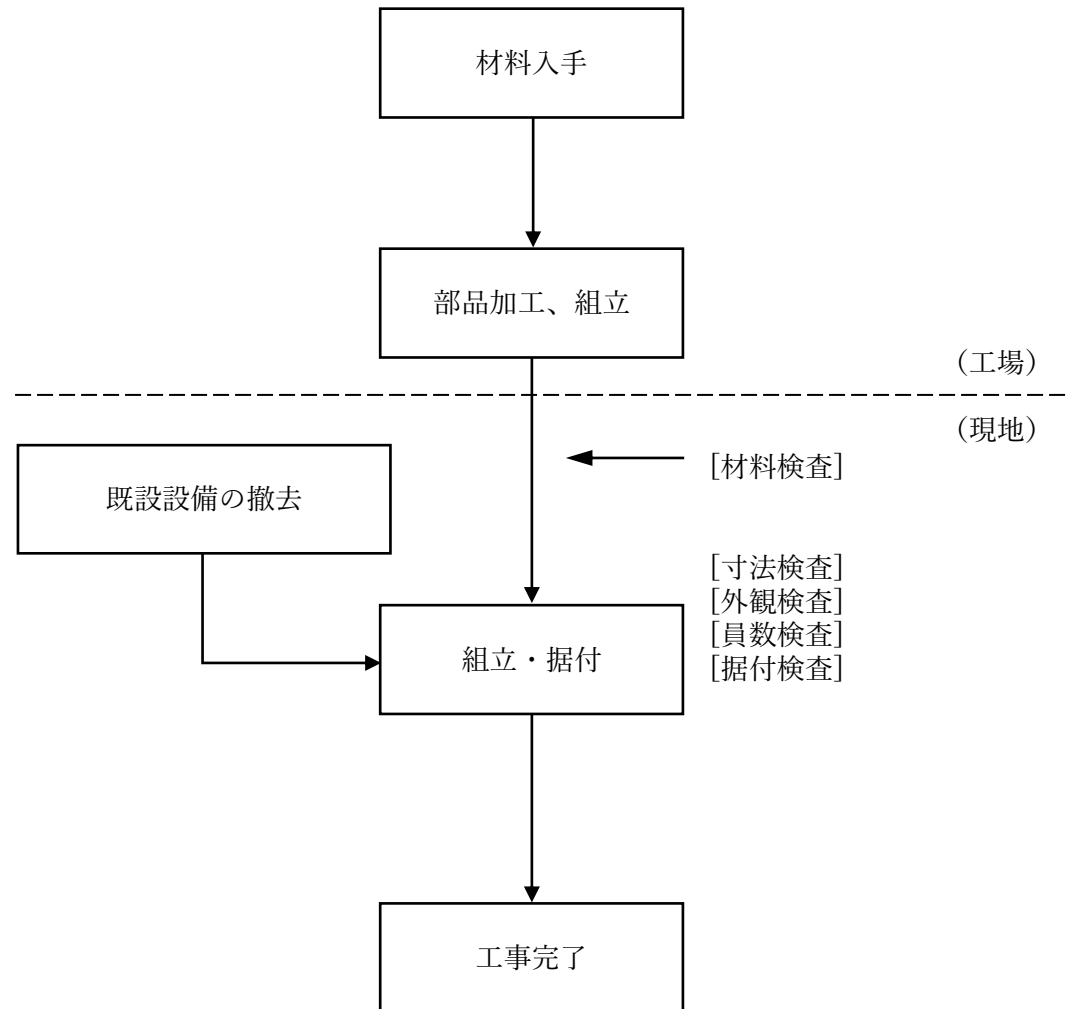 材料入手
部品加工、組立
（工場）
（現地）
既設設備の撤去
[材料検査]
[寸法検査]
[外観検査]
[員数検査]
[据付検査]
組立・据付
工事完了